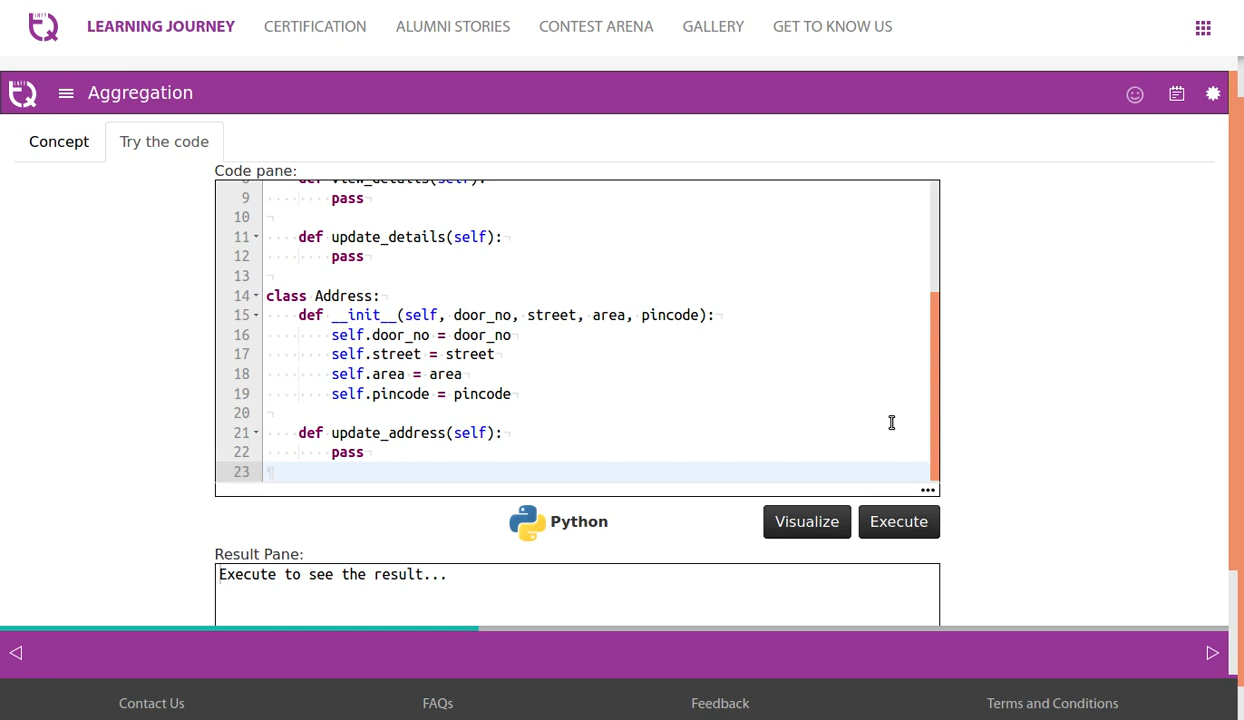 LEARNING JOURNEY CERTIFICATION ALUMNI STORIES CONTEST ARENA GALLERY GET TO KNOW US
Aggregation
Concept Try the code
Code pane:
9 pass
10
11 def update_details(self):
12 pass
13
14 class Address:
15 def __init__(self, door_no, street, area, pincode):
16 self.door_no = door_no
17 self.street = street
18 self.area = area
19 self.pincode = pincode
20
21 def update_address(self):
22 pass
23
Python Visualize Execute
Result Pane:
Execute to see the result...
Contact Us FAQs Feedback Terms and Conditions